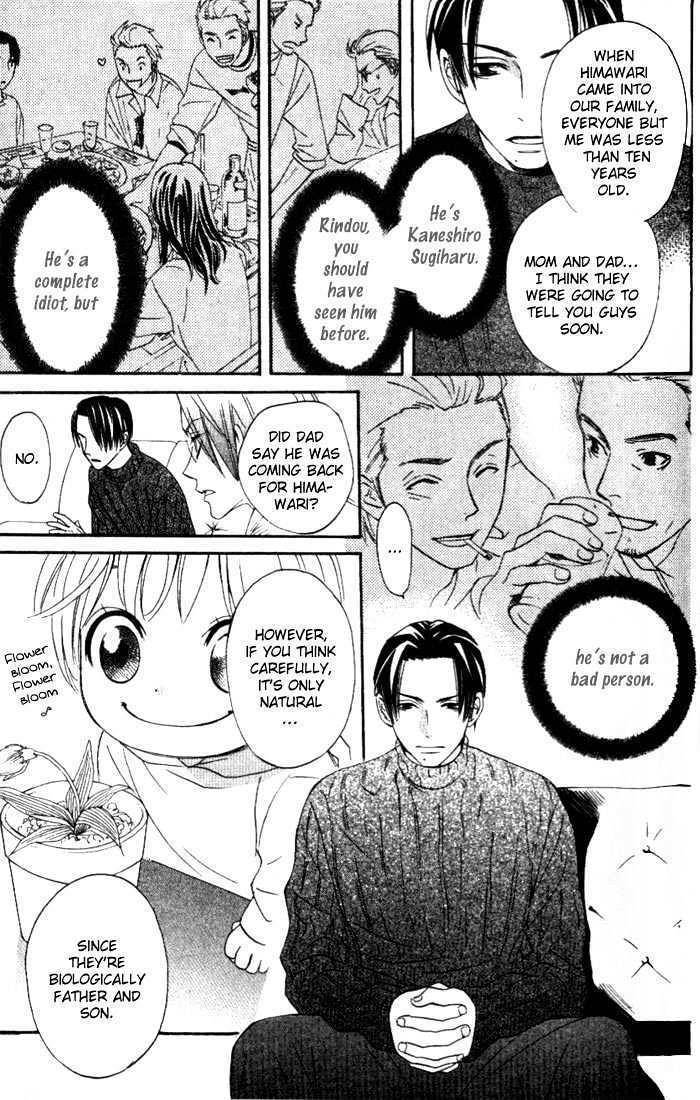 WHEN
HIMAWARI
CAME INTO
OUR FAMILY,
EVERYONE BUT
ME WAS LESS
THAN TEN
YEARS
OLD.
MOM AND DAD...
I THINK THEY
WERE GOING TO
TELL YOU GUYS
SOON.
He's
Kaneshiro
Sugiharu.
Rindou,
you
should
have
seen him
before.
He's a
complete
idiot, but
he's not a
bad person.
...
DID DAD
SAY HE WAS
COMING BACK
FOR HIMA-
WARI?
NO.
HOWEVER,
IF YOU THINK
CAREFULLY,
IT'S ONLY
NATURAL
...
Flower
bloom,
Flower
bloom
SINCE
THEY'RE
BIOLOGICALLY
FATHER AND
SON.